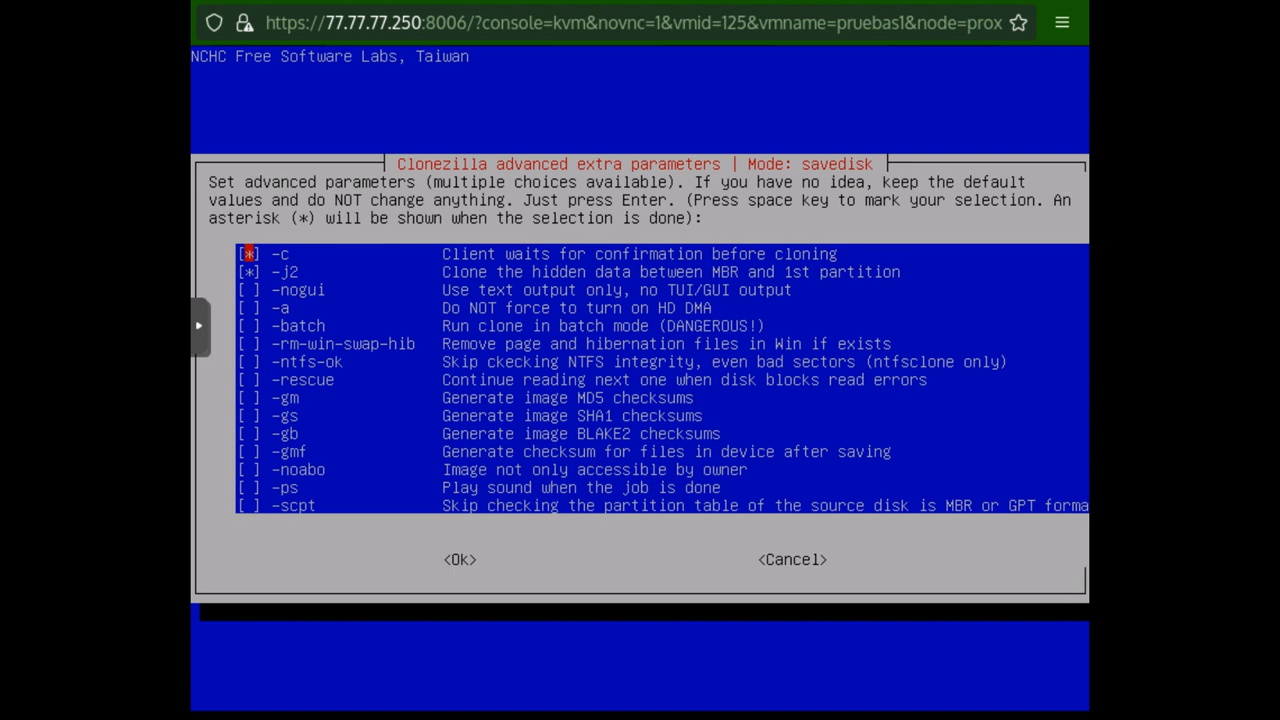 https://77.77.77.250:8006/?console=kvm&novnc=1&vmid=125&vmname=pruebas1&node=prox
NCHC Free Software Labs, Taiwan
Clonezilla advanced extra parameters | Mode: savedisk
Set advanced parameters (multiple choices available). If you have no idea, keep the default
values and do NOT change anything. Just press Enter. (Press space key to mark your selection. An
asterisk (*) will be shown when the selection is done):
[*] -c Client waits for confirmation before cloning
[*] -j2 Clone the hidden data between MBR and 1st partition
[ ] -nogui Use text output only, no TUI/GUI output
[ ] -a Do NOT force to turn on HD DMA
[ ] -batch Run clone in batch mode (DANGEROUS!)
[ ] -rm-win-swap-hib Remove page and hibernation files in Win if exists
[ ] -ntfs-ok Skip ckecking NTFS integrity, even bad sectors (ntfsclone only)
[ ] -rescue Continue reading next one when disk blocks read errors
[ ] -gm Generate image MD5 checksums
[ ] -gs Generate image SHA1 checksums
[ ] -gb Generate image BLAKE2 checksums
[ ] -gmf Generate checksum for files in device after saving
[ ] -noabo Image not only accessible by owner
[ ] -ps Play sound when the job is done
[ ] -scpt Skip checking the partition table of the source disk is MBR or GPT forma
<Ok> <Cancel>